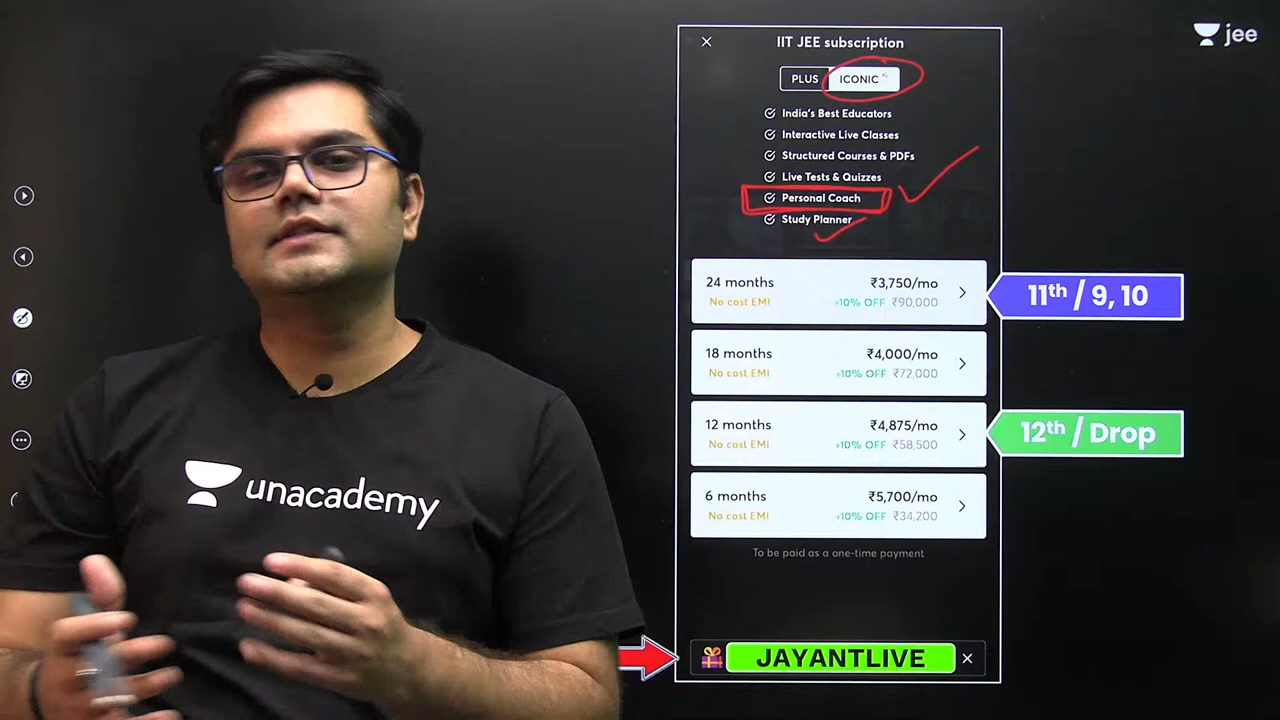 jee
IIT JEE subscription
PLUS
ICONIC
India's Best Educators
Interactive Live Classes
Structured Courses & PDFs
Live Tests & Quizzes
Personal Coach
Study Planner
24 months ₹3,750/mo
No cost EMI +10% OFF ₹90,000
11th / 9, 10
18 months ₹4,000/mo
No cost EMI +10% OFF ₹72,000
12 months ₹4,875/mo
No cost EMI +10% OFF ₹58,500
12th / Drop
6 months ₹5,700/mo
No cost EMI +10% OFF ₹34,200
To be paid as a one-time payment
JAYANTLIVE
unacademy